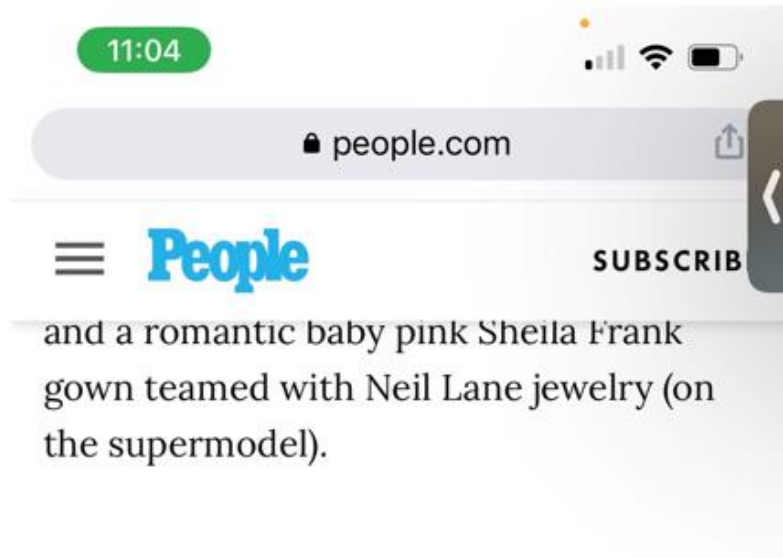 11:04
people.com
People
SUBSCRIB
and a romantic baby pink Sheila Frank
gown teamed with Neil Lane jewelry (on
the supermodel).